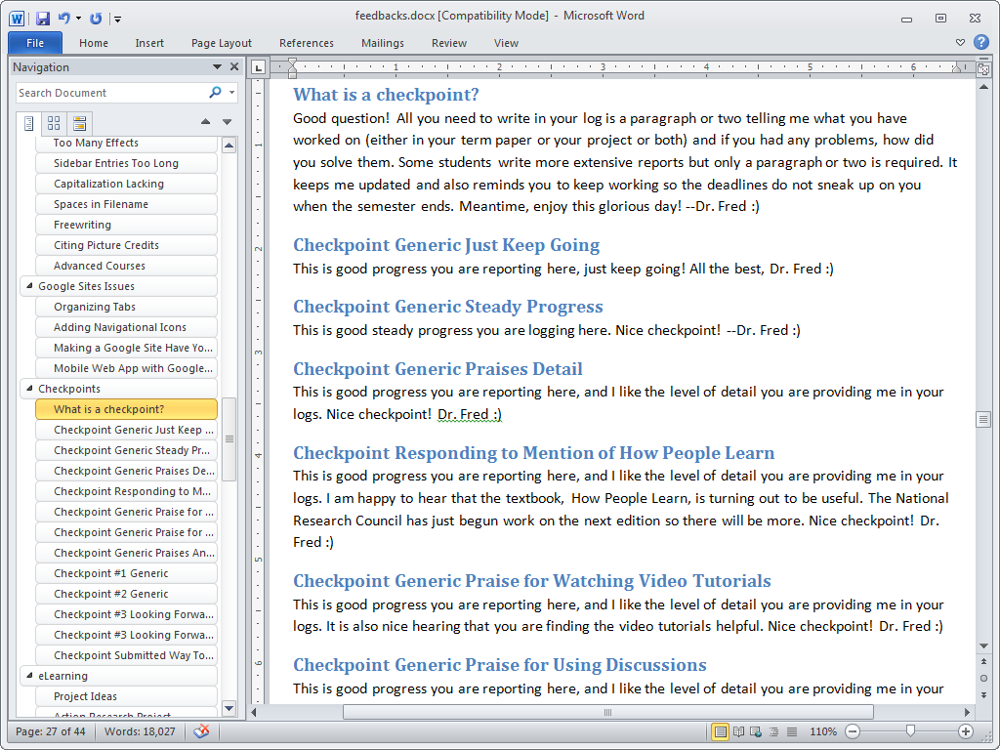 feedbacks.docx [Compatibility Mode] - Microsoft Word
File Home Insert Page Layout References Mailings Review View
Navigation
Search Document
Too Many Effects
Sidebar Entries Too Long
Capitalization Lacking
Spaces in Filename
Freewriting
Citing Picture Credits
Advanced Courses
Google Sites Issues
Organizing Tabs
Adding Navigational Icons
Making a Google Site Have Yo...
Mobile Web App with Google...
Checkpoints
What is a checkpoint?
Checkpoint Generic Just Keep ...
Checkpoint Generic Steady Pr...
Checkpoint Generic Praises De...
Checkpoint Responding to M...
Checkpoint Generic Praise for ...
Checkpoint Generic Praise for ...
Checkpoint Generic Praises An...
Checkpoint #1 Generic
Checkpoint #2 Generic
Checkpoint #3 Looking Forwa...
Checkpoint #3 Looking Forwa...
Checkpoint Submitted Way To...
eLearning
Project Ideas
Action Research Project
1 2 3 4 5 6
1
2
3
4
5
6
What is a checkpoint?
Good question! All you need to write in your log is a paragraph or two telling me what you have
worked on (either in your term paper or your project or both) and if you had any problems, how did
you solve them. Some students write more extensive reports but only a paragraph or two is required. It
keeps me updated and also reminds you to keep working so the deadlines do not sneak up on you
when the semester ends. Meantime, enjoy this glorious day! --Dr. Fred :)
Checkpoint Generic Just Keep Going
This is good progress you are reporting here, just keep going! All the best, Dr. Fred :)
Checkpoint Generic Steady Progress
This is good steady progress you are logging here. Nice checkpoint! --Dr. Fred :)
Checkpoint Generic Praises Detail
This is good progress you are reporting here, and I like the level of detail you are providing me in your
logs. Nice checkpoint! Dr. Fred :)
Checkpoint Responding to Mention of How People Learn
This is good progress you are reporting here, and I like the level of detail you are providing me in your
logs. I am happy to hear that the textbook, How People Learn, is turning out to be useful. The National
Research Council has just begun work on the next edition so there will be more. Nice checkpoint! Dr.
Fred :)
Checkpoint Generic Praise for Watching Video Tutorials
This is good progress you are reporting here, and I like the level of detail you are providing me in your
logs. It is also nice hearing that you are finding the video tutorials helpful. Nice checkpoint! Dr. Fred :)
Checkpoint Generic Praise for Using Discussions
This is good progress you are reporting here, and I like the level of detail you are providing me in your
Page: 27 of 44 Words: 18,027 110%